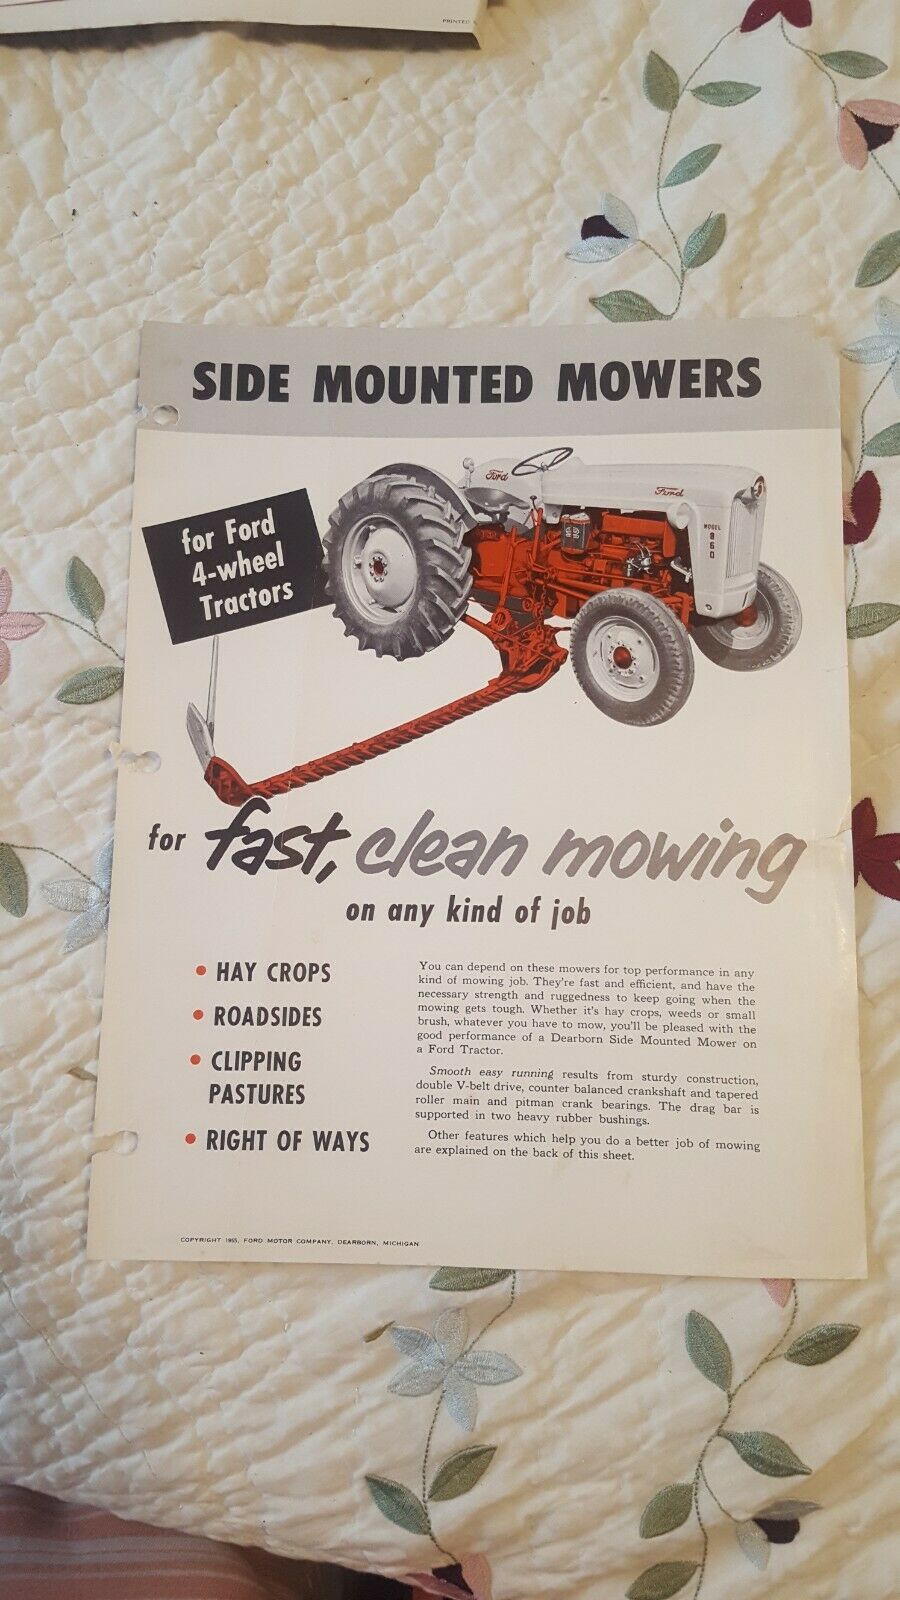 PRINTED
SIDE MOUNTED MOWERS
for Ford
4-wheel
Tractors
Ford
Ford
MODEL
860
for fast, clean mowing
on any kind of job
• HAY CROPS
• ROADSIDES
• CLIPPING
PASTURES
• RIGHT OF WAYS
You can depend on these mowers for top performance in any
kind of mowing job. They're fast and efficient, and have the
necessary strength and ruggedness to keep going when the
mowing gets tough. Whether it's hay crops, weeds or small
brush, whatever you have to mow, you'll be pleased with the
good performance of a Dearborn Side Mounted Mower on
a Ford Tractor.
Smooth easy running results from sturdy construction,
double V-belt drive, counter balanced crankshaft and tapered
roller main and pitman crank bearings. The drag bar is
supported in two heavy rubber bushings.
Other features which help you do a better job of mowing
are explained on the back of this sheet.
COPYRIGHT 1955, FORD MOTOR COMPANY, DEARBORN, MICHIGAN